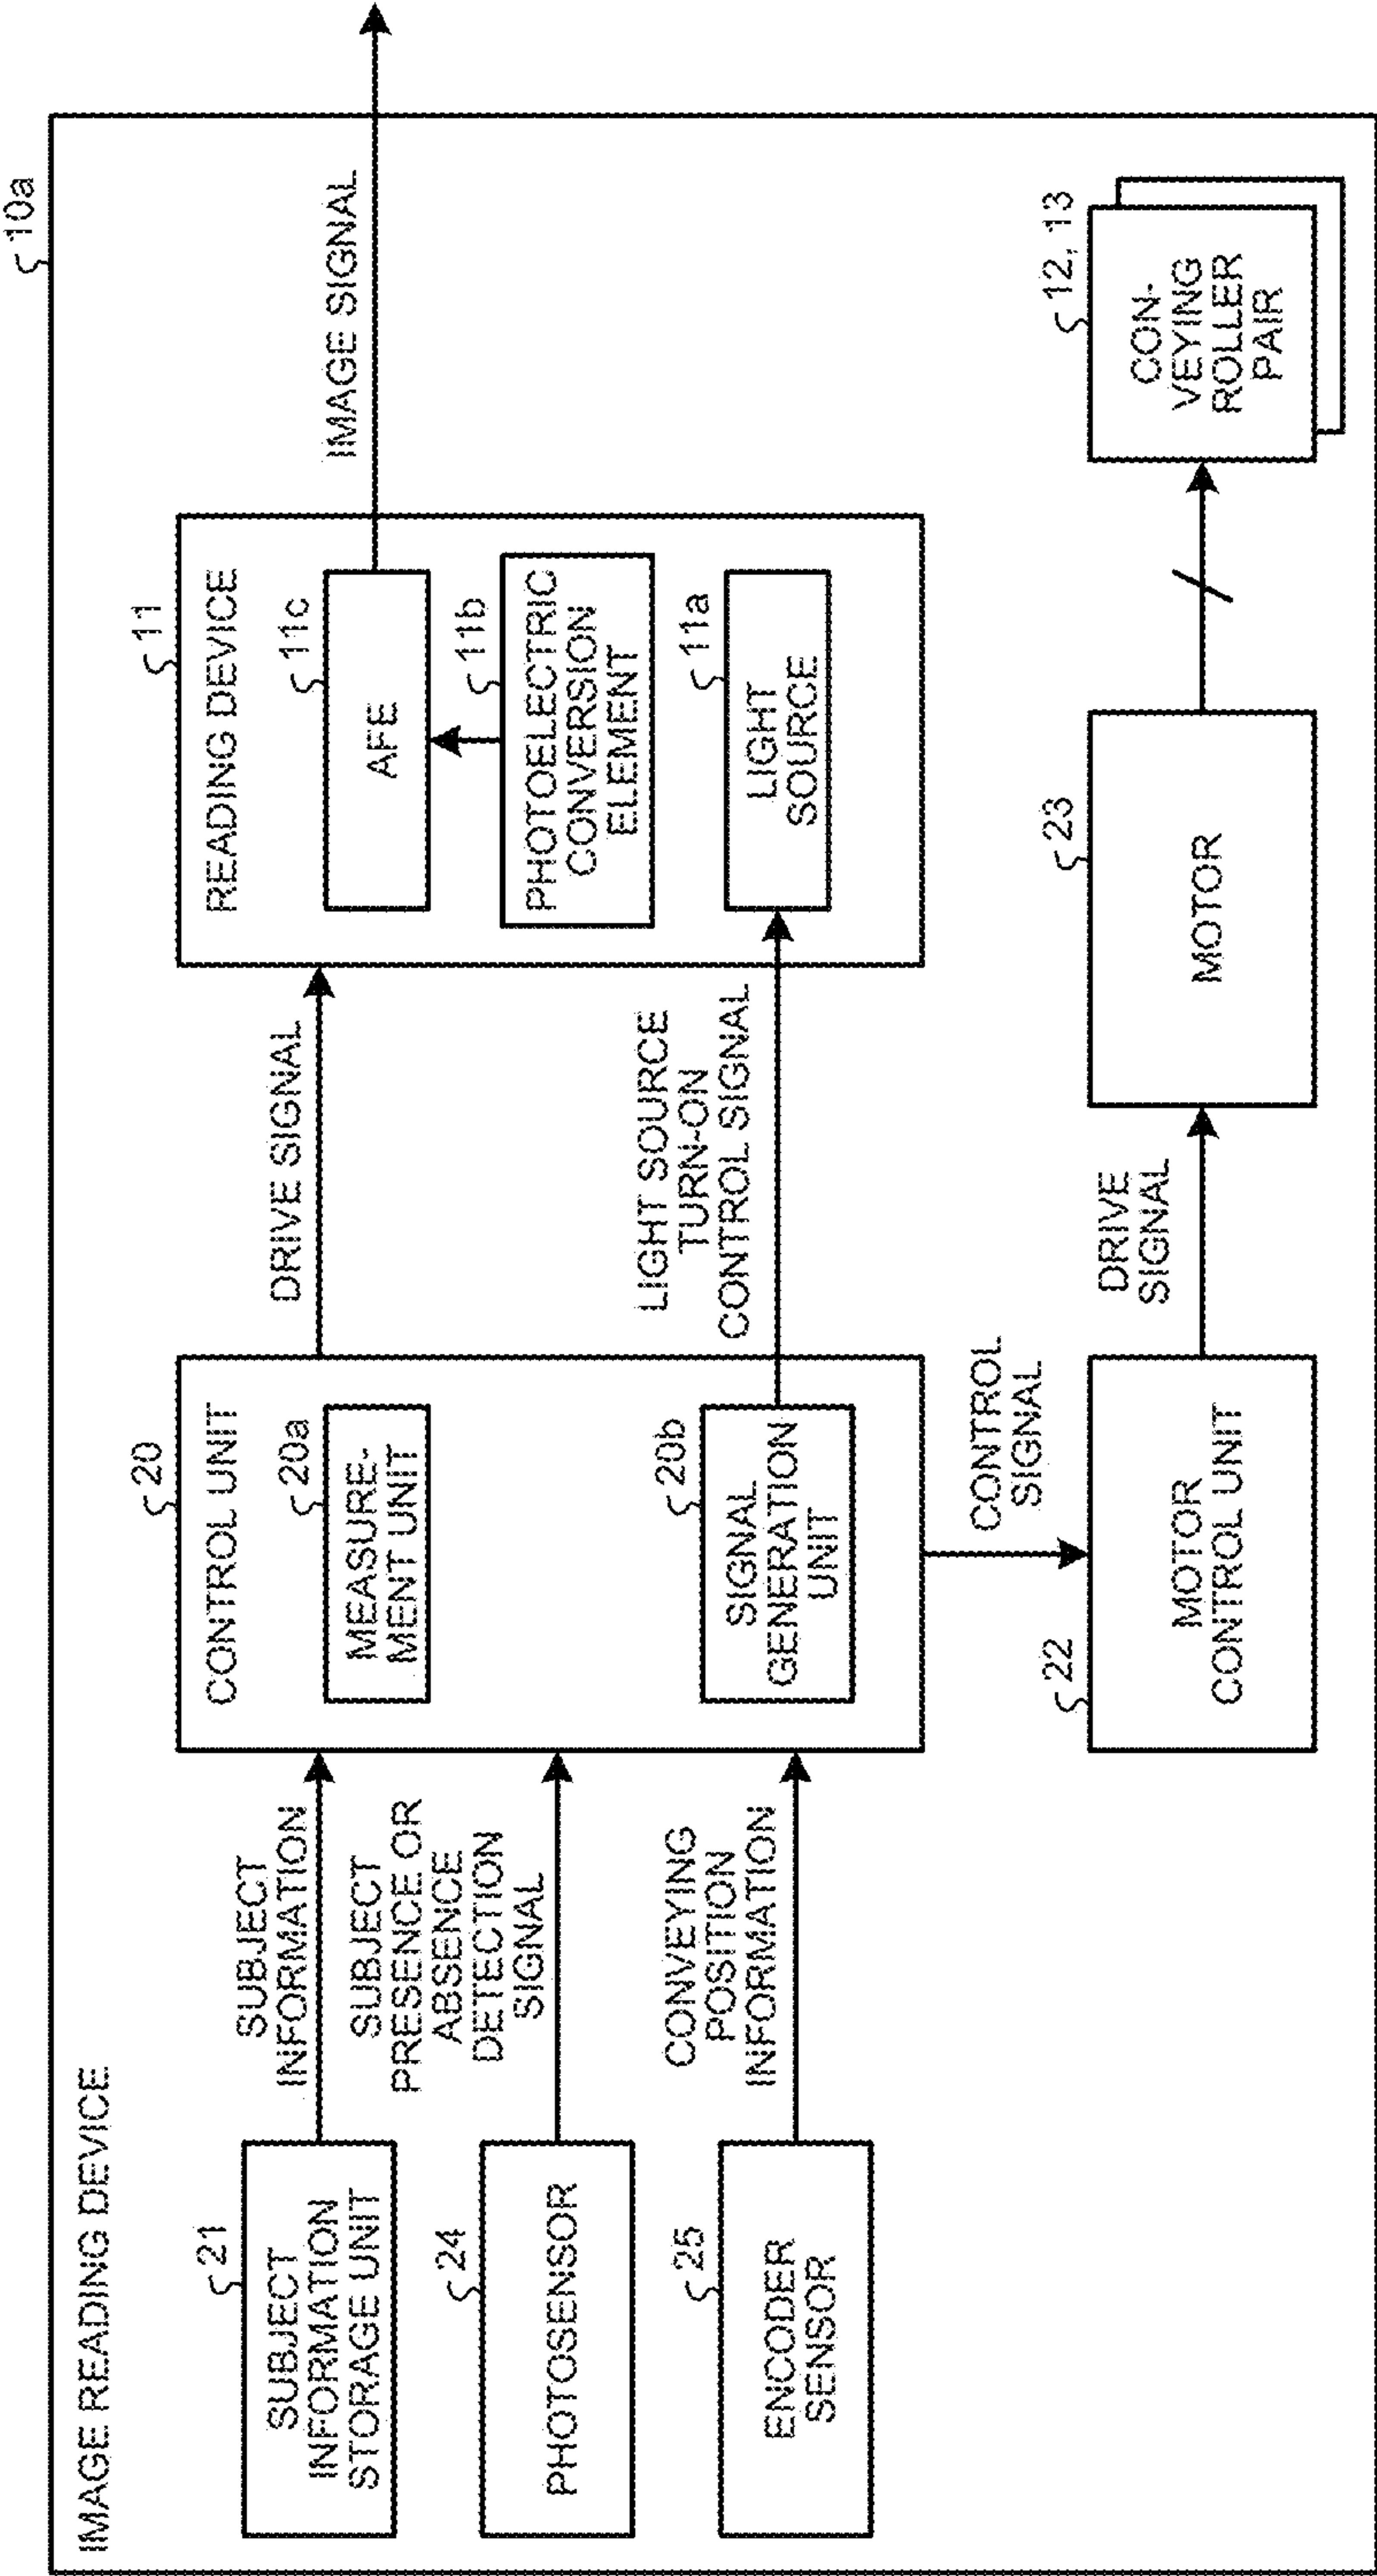 IMAGE READING DEVICE
10a
21
SUBJECT
INFORMATION
STORAGE UNIT
SUBJECT
INFORMATION
24
PHOTOSENSOR
SUBJECT
PRESENCE OR
ABSENCE
DETECTION
SIGNAL
25
ENCODER
SENSOR
CONVEYING
POSITION
INFORMATION
20
CONTROL UNIT
20a
MEASURE-
MENT UNIT
20b
SIGNAL
GENERATION
UNIT
DRIVE SIGNAL
LIGHT SOURCE
TURN-ON
CONTROL SIGNAL
11
READING DEVICE
11c
AFE
11b
PHOTOELECTRIC
CONVERSION
ELEMENT
11a
LIGHT
SOURCE
IMAGE SIGNAL
CONTROL
SIGNAL
22
MOTOR
CONTROL UNIT
DRIVE
SIGNAL
23
MOTOR
12, 13
CON-
VEYING
ROLLER
PAIR